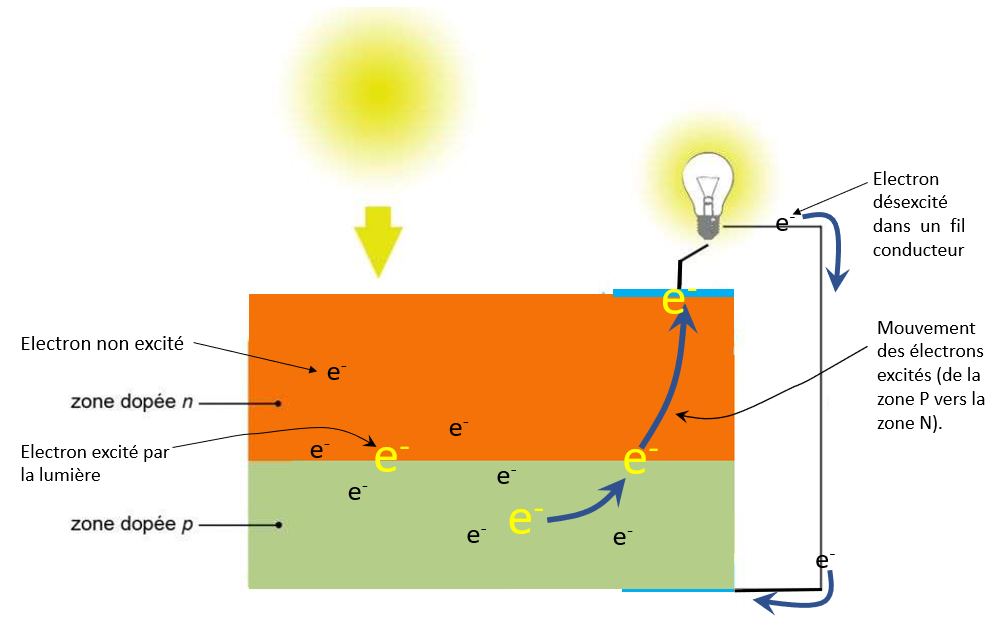 Electron
désexcité
dans un fil
conducteur
e-
e-
Mouvement
des électrons
excités (de la
zone P vers la
zone N).
Electron non excité
e-
zone dopée n
e-
Electron excité par
la lumière
e-
e-
e-
e-
e-
zone dopée p
e-
e-
e-
e-